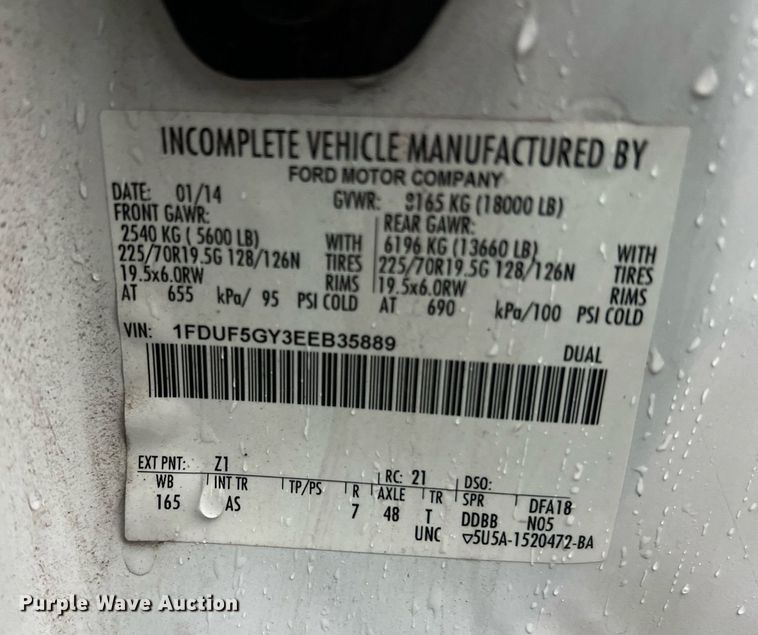 INCOMPLETE VEHICLE MANUFACTURED BY
FORD MOTOR COMPANY
DATE: 01/14 GVWR: 8165 KG (18000 LB)
FRONT GAWR: REAR GAWR:
2540 KG ( 5600 LB) WITH 6196 KG (13660 LB) WITH
225/70R19.5G 128/126N TIRES 225/70R19.5G 128/126N TIRES
19.5x6.0RW RIMS 19.5x6.0RW RIMS
AT 655 kPa/ 95 PSI COLD AT 690 kPa/100 PSI COLD
VIN: 1FDUF5GY3EEB35889 DUAL
EXT PNT: Z1 RC: 21 DSO:
WB INT TR TP/PS R AXLE TR SPR DFA18
165 AS 7 48 T DDBB N05
UNC ▽5U5A-1520472-BA
Purple Wave Auction